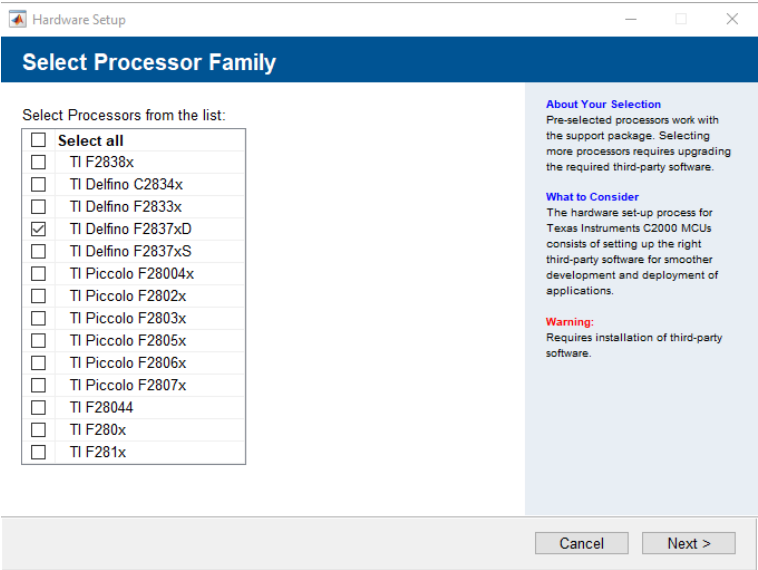 Hardware Setup
Select Processor Family
Select Processors from the list:
Select all
TI F2838x
TI Delfino C2834x
TI Delfino F2833x
TI Delfino F2837xD
TI Delfino F2837xS
TI Piccolo F28004x
TI Piccolo F2802x
TI Piccolo F2803x
TI Piccolo F2805x
TI Piccolo F2806x
TI Piccolo F2807x
TI F28044
TI F280x
TI F281x
About Your Selection
Pre-selected processors work with
the support package. Selecting
more processors requires upgrading
the required third-party software.
What to Consider
The hardware set-up process for
Texas Instruments C2000 MCUs
consists of setting up the right
third-party software for smoother
development and deployment of
applications.
Warning:
Requires installation of third-party
software.
Cancel
Next >